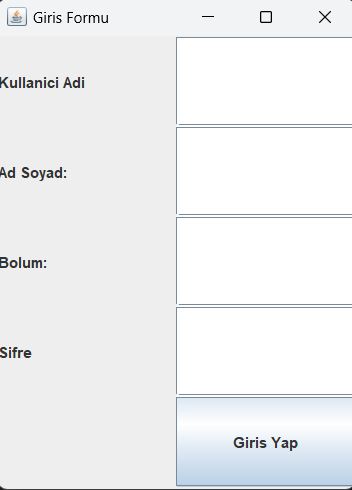 Giris Formu
Kullanici Adi
Ad Soyad:
Bolum:
Sifre
Giris Yap